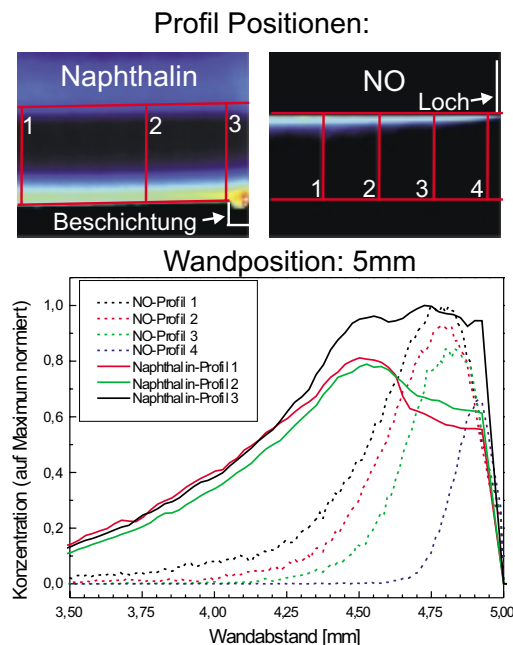 Profil Positionen:
Naphthalin
1
2
3
Beschichtung
NO
Loch
1
2
3
4
Wandposition: 5mm
Konzentration (auf Maximum normiert)
1,0
0,8
0,6
0,4
0,2
0,0
NO-Profil 1
NO-Profil 2
NO-Profil 3
NO-Profil 4
Naphthalin-Profil 1
Naphthalin-Profil 2
Naphthalin-Profil 3
3,50 3,75 4,00 4,25 4,50 4,75 5,00
Wandabstand [mm]